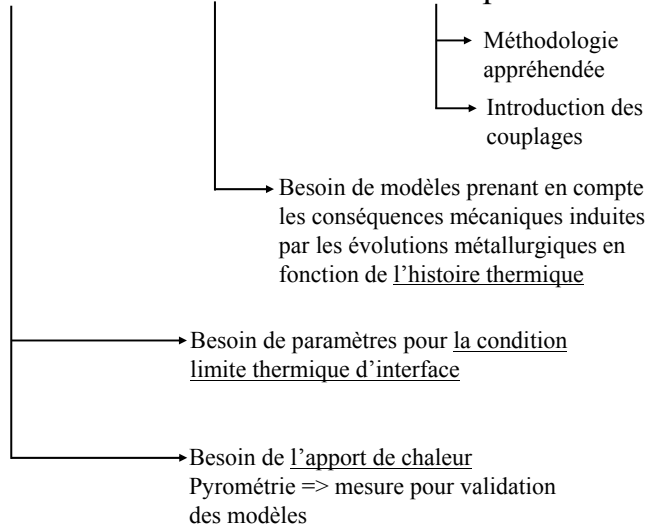 Méthodologie
appréhendée
Introduction des
couplages
Besoin de modèles prenant en compte
les conséquences mécaniques induites
par les évolutions métallurgiques en
fonction de l’histoire thermique
Besoin de paramètres pour la condition
limite thermique d’interface
Besoin de l’apport de chaleur
Pyrométrie => mesure pour validation
des modèles